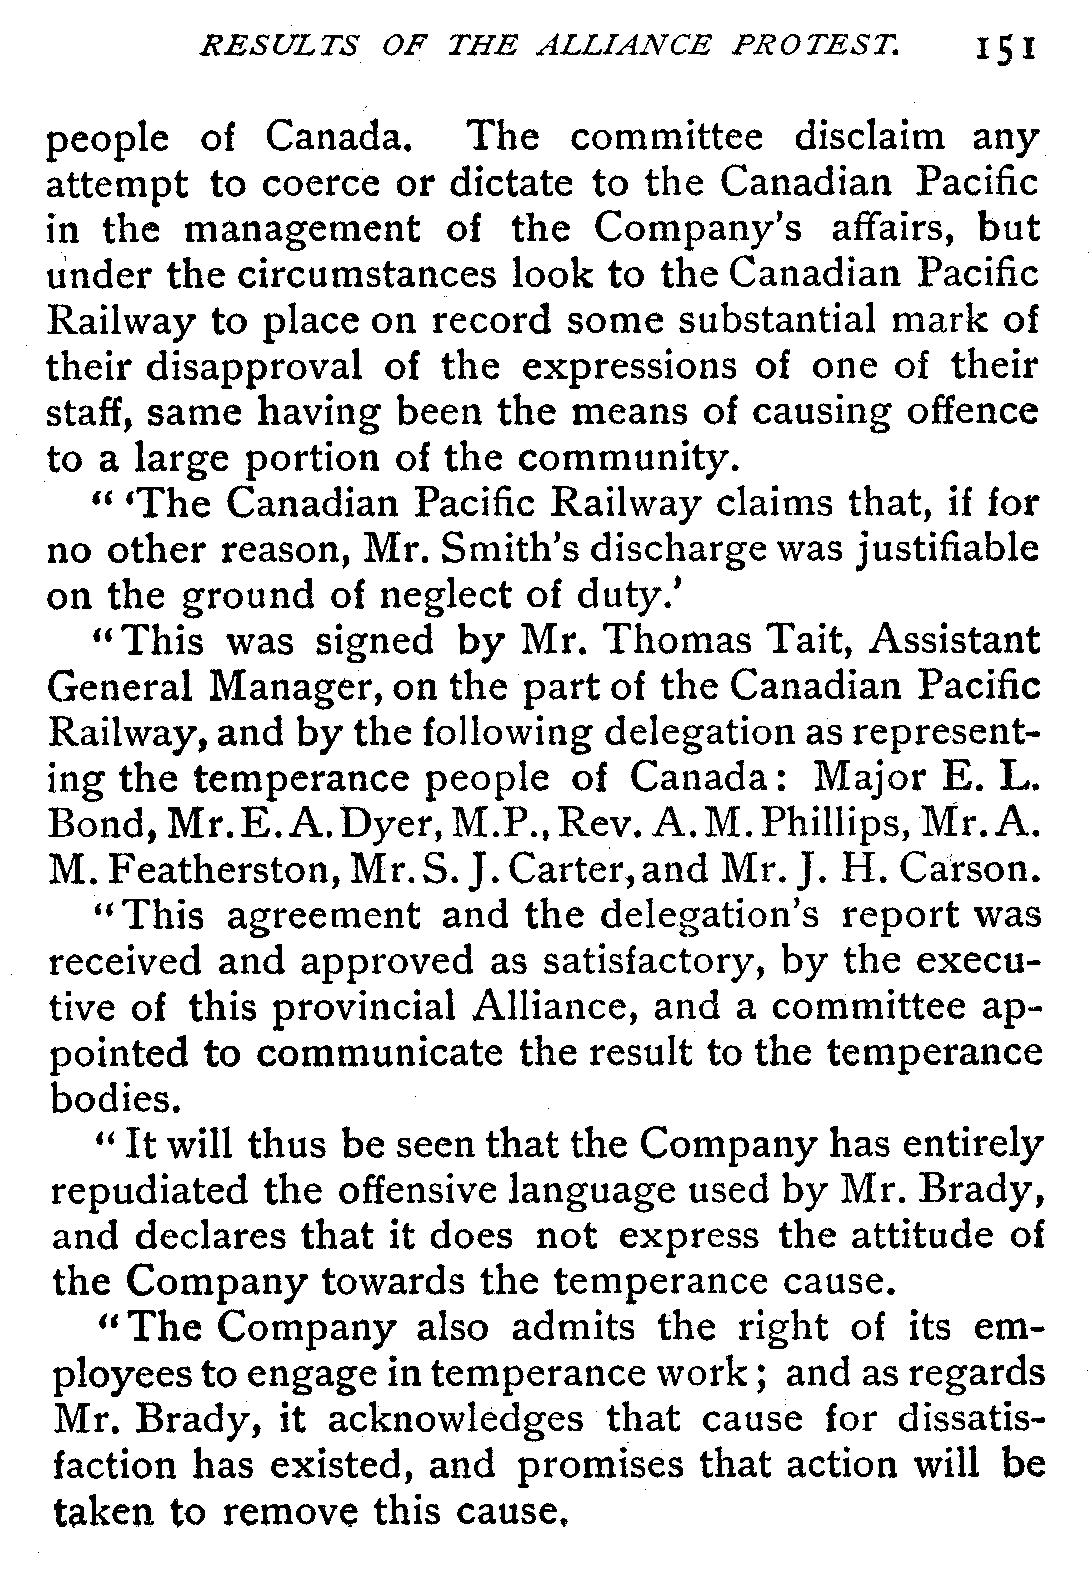 RESULTS OF THE ALLIANCE PROTEST. 151
people of Canada. The committee disclaim any
attempt to coerce or dictate to the Canadian Pacific
in the management of the Company's affairs, but
under the circumstances look to the Canadian Pacific
Railway to place on record some substantial mark of
their disapproval of the expressions of one of their
staff, same having been the means of causing offence
to a large portion of the community.
" 'The Canadian Pacific Railway claims that, if for
no other reason, Mr. Smith's discharge was justifiable
on the ground of neglect of duty.'
"This was signed by Mr. Thomas Tait, Assistant
General Manager, on the part of the Canadian Pacific
Railway, and by the following delegation as represent-
ing the temperance people of Canada: Major E. L.
Bond, Mr. E. A. Dyer, M.P., Rev. A. M. Phillips, Mr. A.
M. Featherston, Mr. S. J. Carter, and Mr. J. H. Carson.
"This agreement and the delegation's report was
received and approved as satisfactory, by the execu-
tive of this provincial Alliance, and a committee ap-
pointed to communicate the result to the temperance
bodies.
"It will thus be seen that the Company has entirely
repudiated the offensive language used by Mr. Brady,
and declares that it does not express the attitude of
the Company towards the temperance cause.
"The Company also admits the right of its em-
ployees to engage in temperance work; and as regards
Mr. Brady, it acknowledges that cause for dissatis-
faction has existed, and promises that action will be
taken to remove this cause.